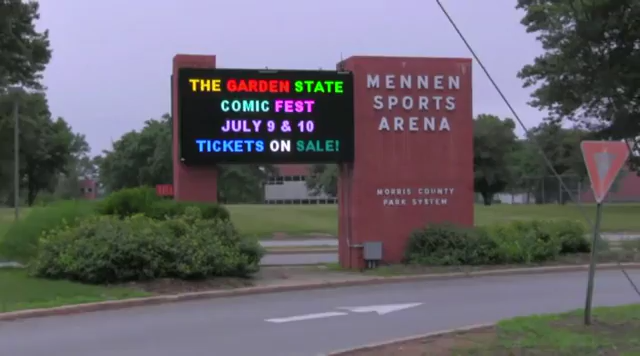 THE GARDEN STATE
COMIC FEST
JULY 9 & 10
TICKETS ON SALE!
MENNEN
SPORTS
ARENA
MORRIS COUNTY
PARK SYSTEM